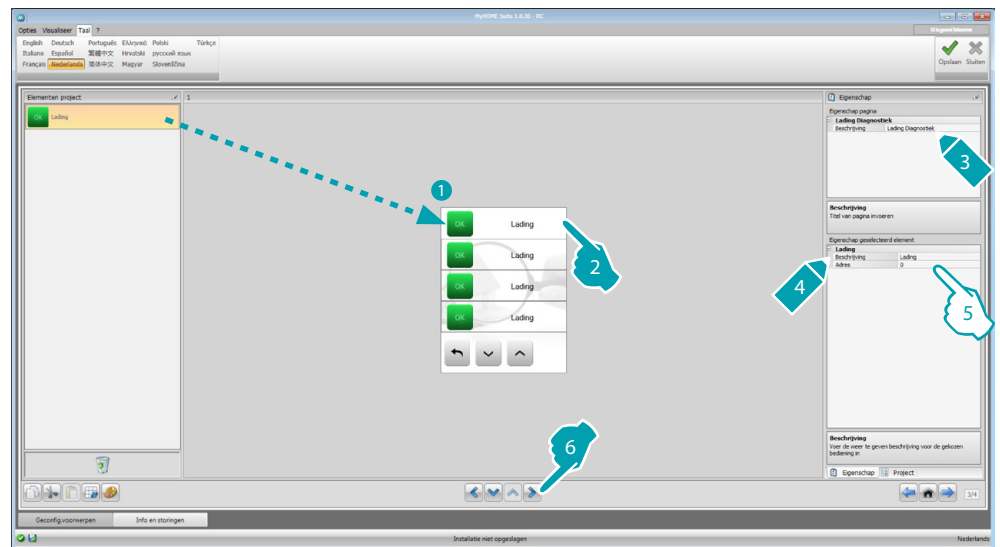 MyHOME Suite 1.0.30 - RC
Opties Visualiseer Taal ?
English Deutsch Português Ελληνικά Polski Türkçe
Italiano Español 繁體中文 Hrvatski русский язык
Français Nederlands 简体中文 Magyar Slovenščina
Opslaan Sluiten
Elementen project
1
Eigenschap
OK Lading
Eigenschap pagina
Lading Diagnostiek
Beschrijving Lading Diagnostiek
3
1
Beschrijving
Titel van pagina invoeren
OK Lading
2
OK Lading
OK Lading
OK Lading
Eigenschap geselecteerd element
Lading
Beschrijving Lading
Adres 0
4
5
6
Beschrijving
Voer de weer te geven beschrijving voor de gekozen
bediening in
Eigenschap Project
3/4
Geconfig.voorwerpen Info en storingen
Installatie niet opgeslagen
Nederlands